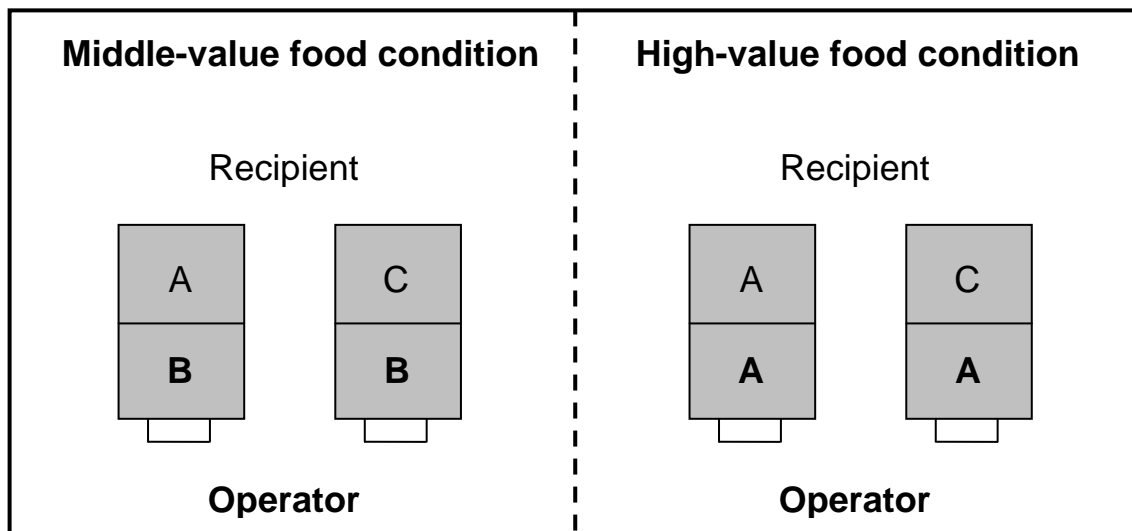 Middle-value food condition
Recipient
A C
B B
Operator
High-value food condition
Recipient
A C
A A
Operator